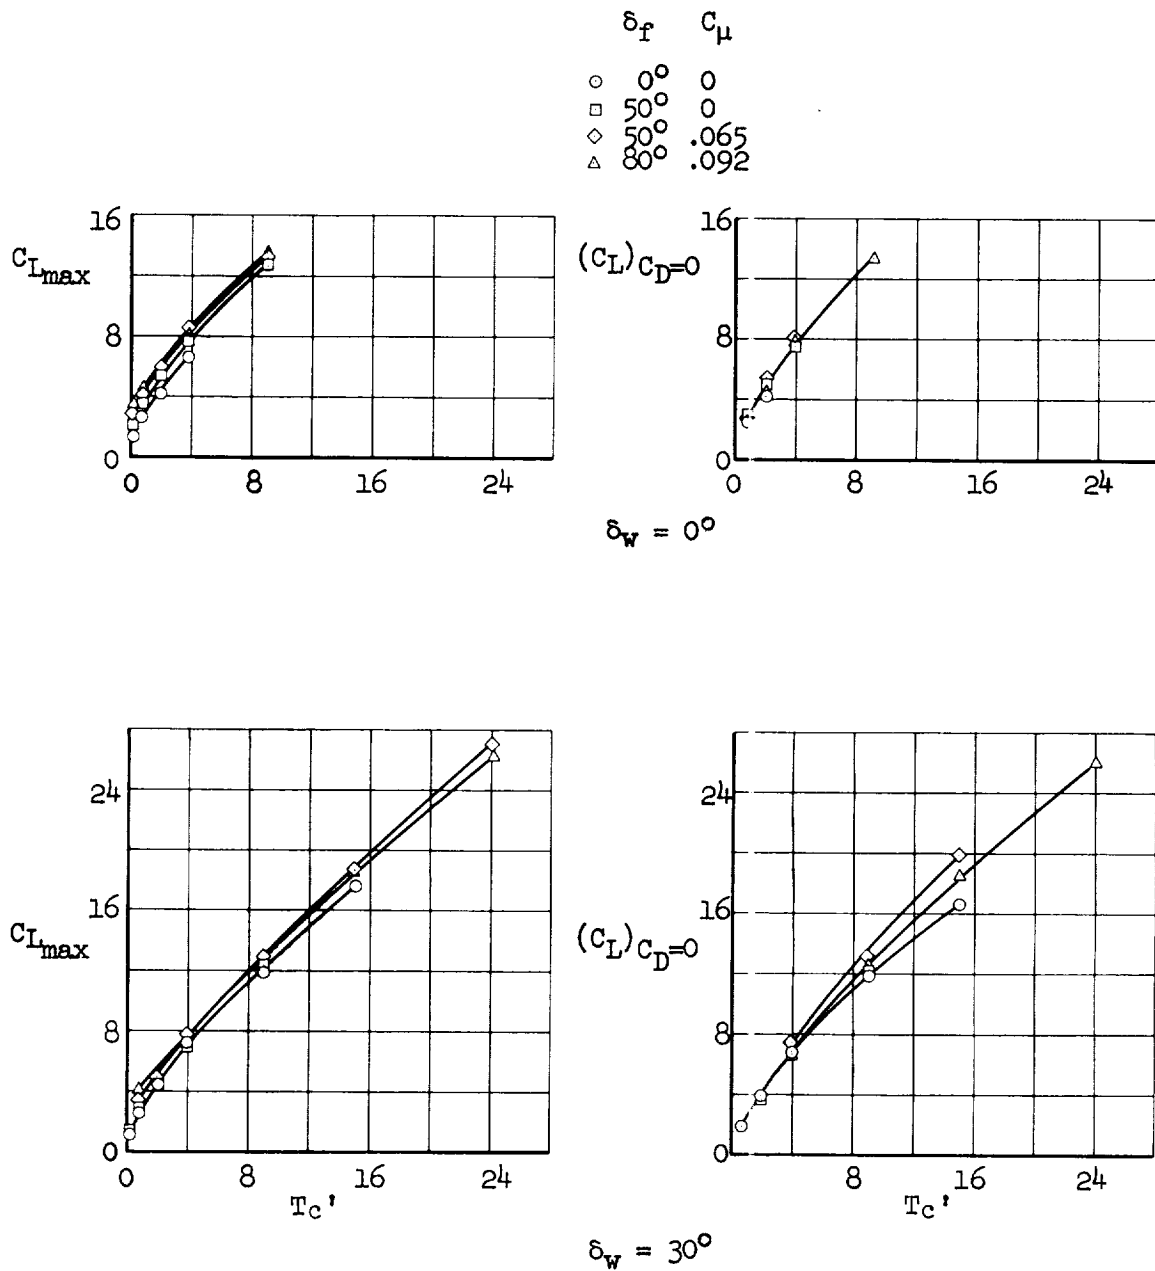 δf Cμ
○ 0° 0
□ 50° 0
◇ 50° .065
△ 80° .092
16
8
0
CLmax
0 8 16 24
16
8
0
(CL)CD=0
0 8 16 24
δw = 0°
24
16
8
0
CLmax
0 8 16 24
Tc'
24
16
8
0
(CL)CD=0
0 8 16 24
Tc'
δw = 30°